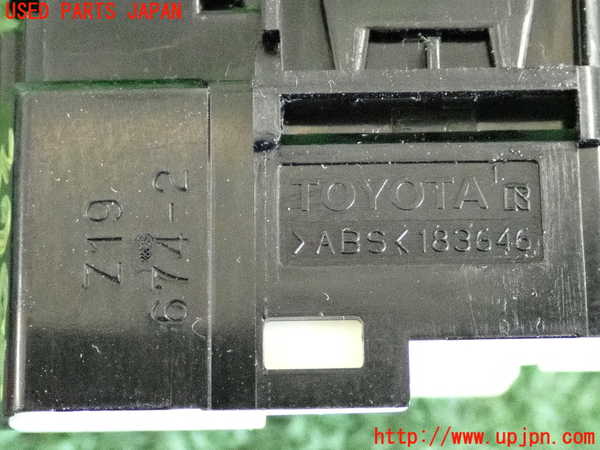 USED PARTS JAPAN
Z19
674-2
TOYOTA
>ABS< 183646
http://www.upjpn.com/